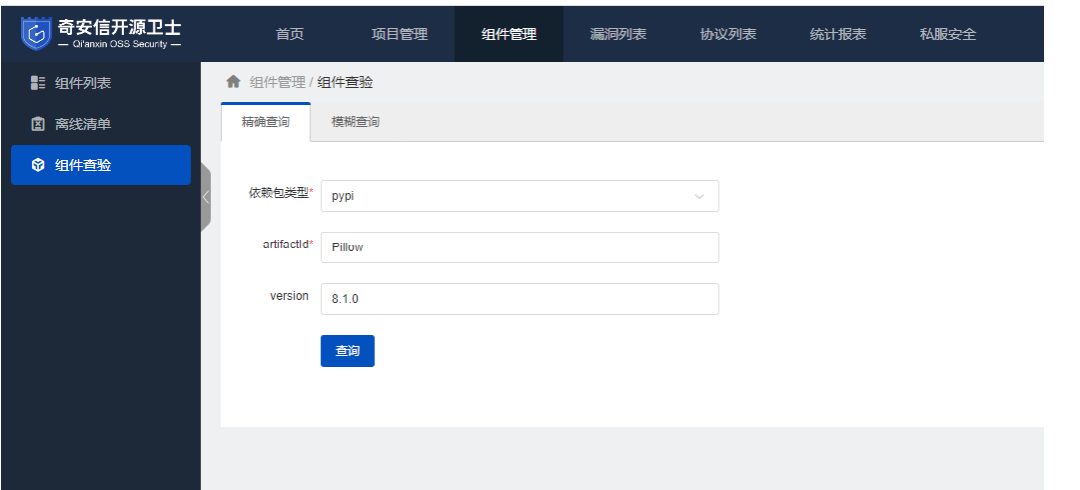 奇安信开源卫士
— Qi'anxin OSS Security —
首页 项目管理 组件管理 漏洞列表 协议列表 统计报表 私服安全
组件列表
离线清单
组件查验
组件管理 / 组件查验
精确查询 模糊查询
依赖包类型* pypi
artifactId* Pillow
version 8.1.0
查询